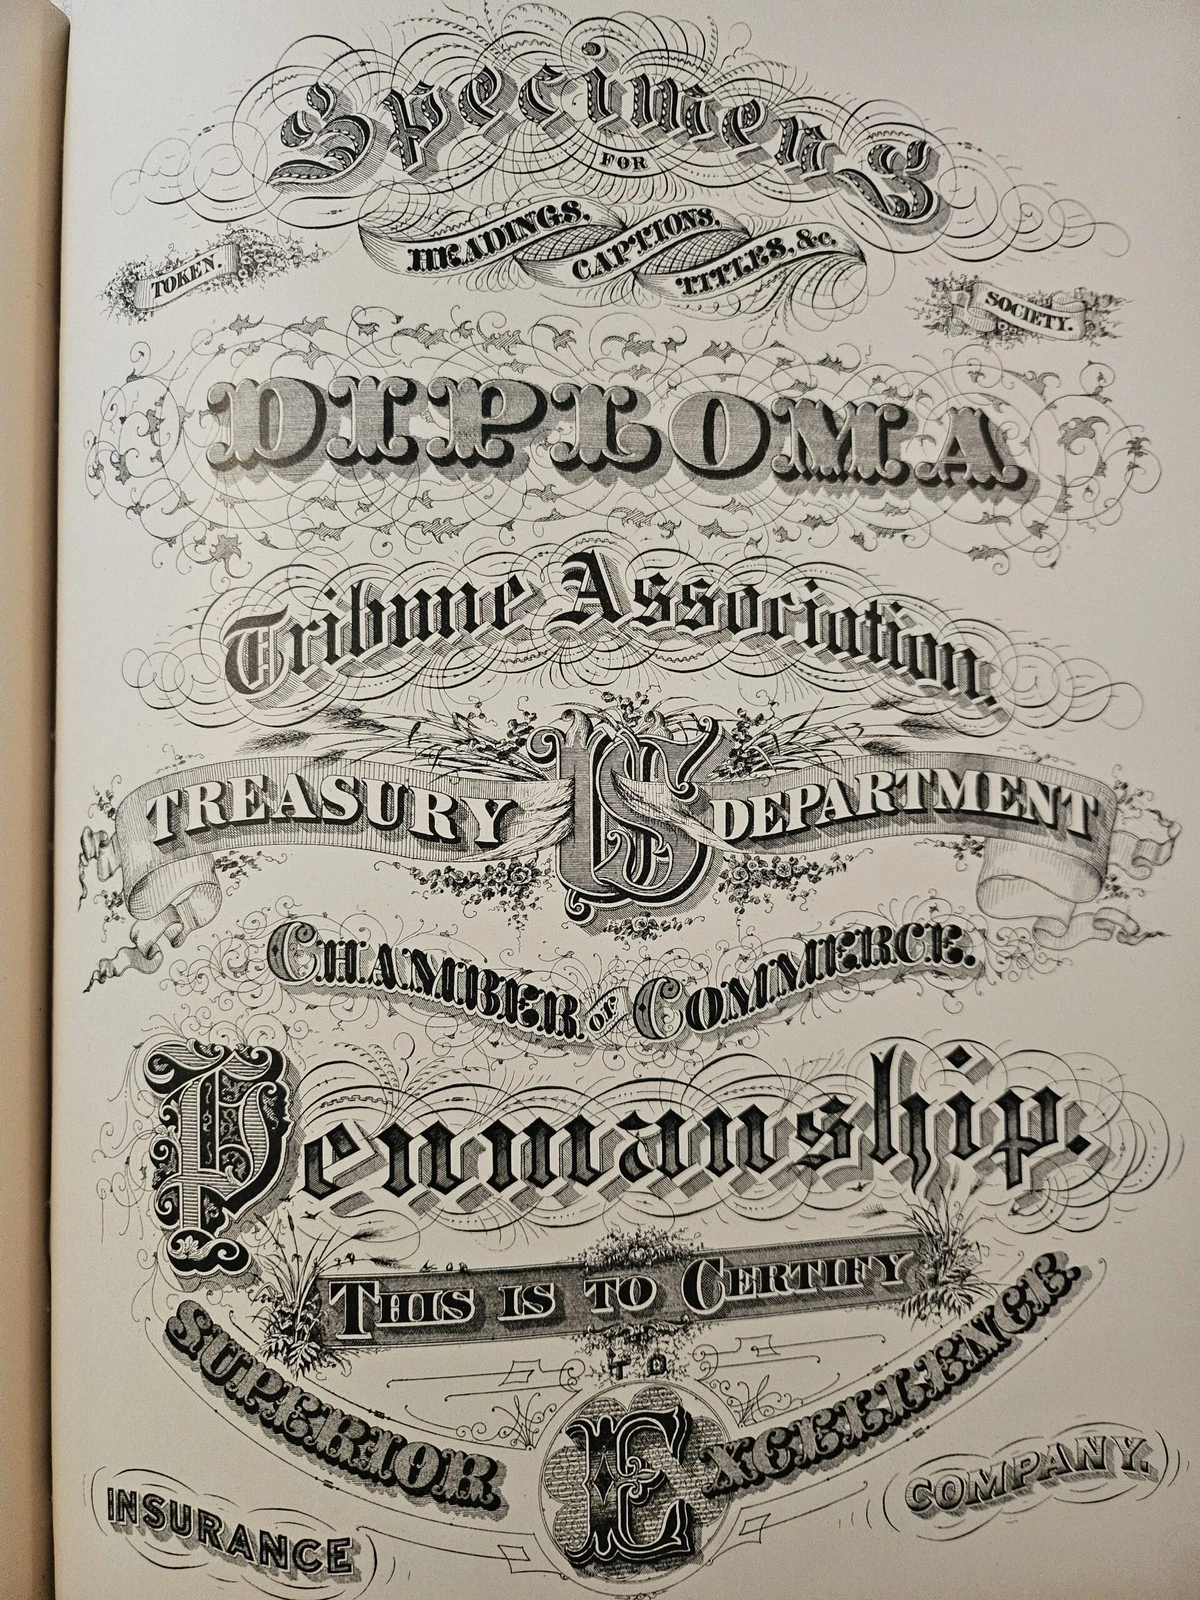 SpecimenS
FOR
HEADINGS,
CAPTIONS,
TITLES, &c.
TOKEN.
SOCIETY.
DIPLOMA
Tribune Association.
TREASURY US DEPARTMENT
CHAMBER OF COMMERCE.
Penmanship.
THIS IS TO CERTIFY
TO
SUPERIOR EXCELLENCE
INSURANCE COMPANY.